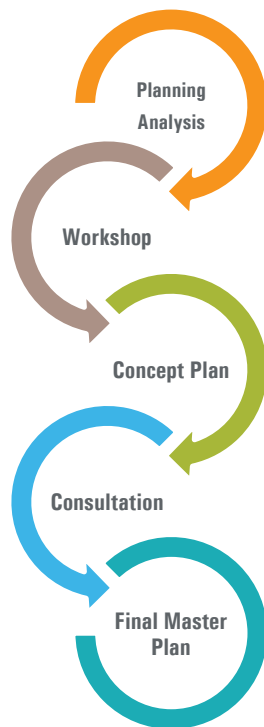 Planning
Analysis
Workshop
Concept Plan
Consultation
Final Master
Plan